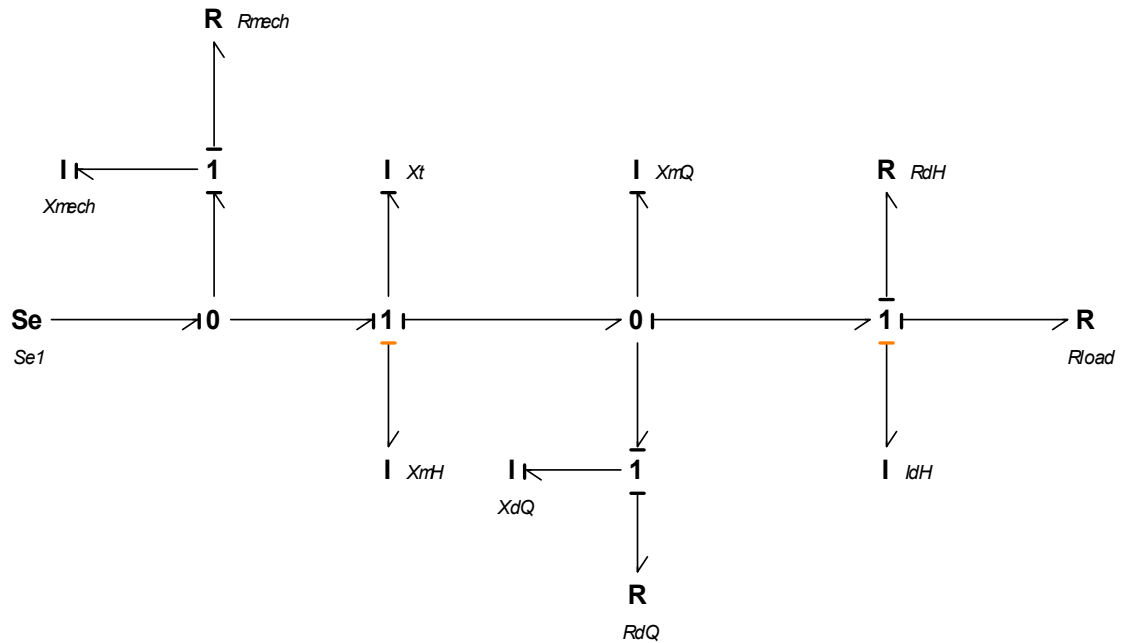 R Rmech
I 1 I Xt I XmQ R RdH
Xmech
Se 0 1 0 1 R
Se1 Rload
I XmH I 1 I IdH
XdQ
R
RdQ